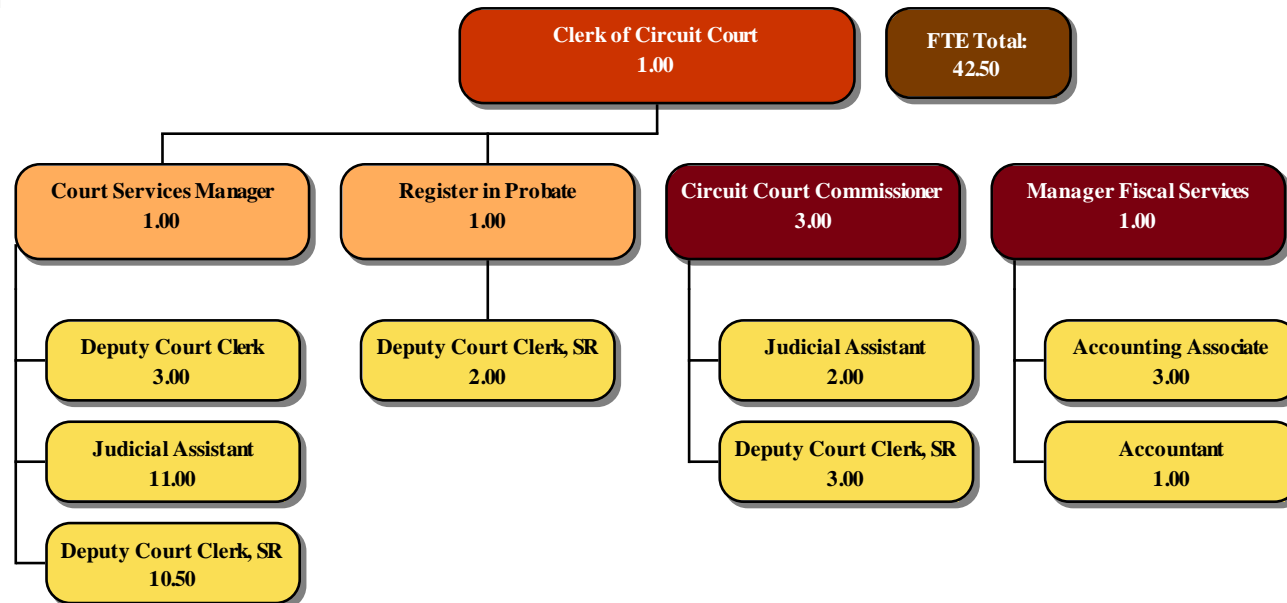 Clerk of Circuit Court
1.00
FTE Total:
42.50
Court Services Manager
1.00
Register in Probate
1.00
Circuit Court Commissioner
3.00
Manager Fiscal Services
1.00
Deputy Court Clerk
3.00
Deputy Court Clerk, SR
2.00
Judicial Assistant
2.00
Accounting Associate
3.00
Judicial Assistant
11.00
Deputy Court Clerk, SR
3.00
Accountant
1.00
Deputy Court Clerk, SR
10.50